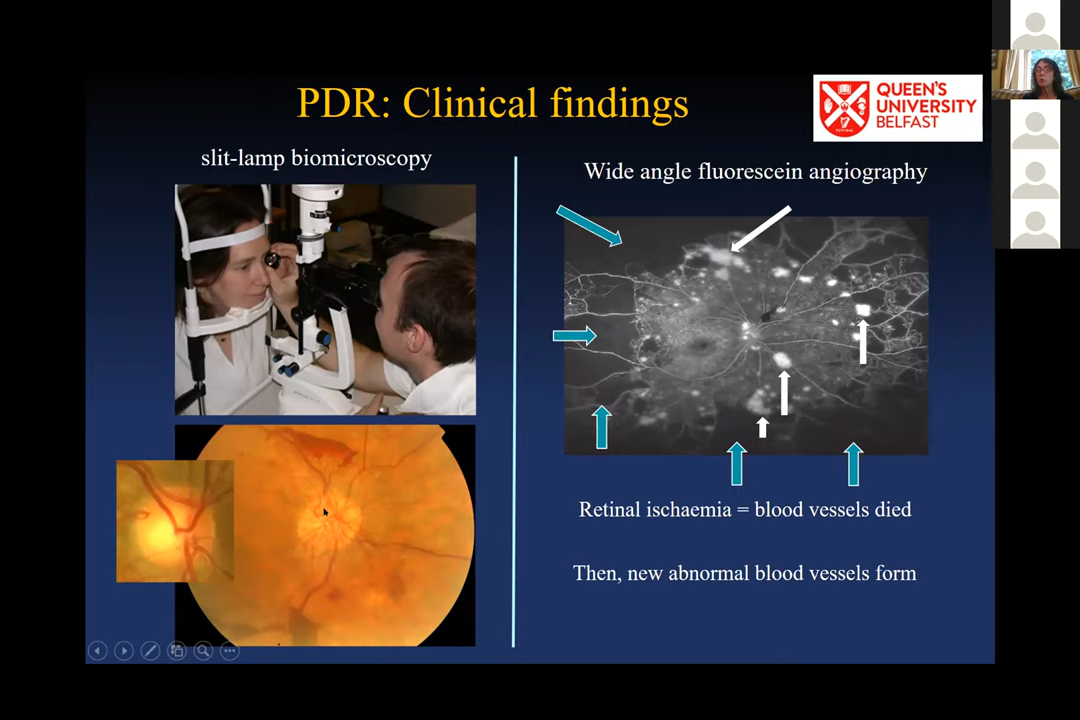 PDR: Clinical findings
QUEEN'S
UNIVERSITY
BELFAST
slit-lamp biomicroscopy
Wide angle fluorescein angiography
Retinal ischaemia = blood vessels died
Then, new abnormal blood vessels form